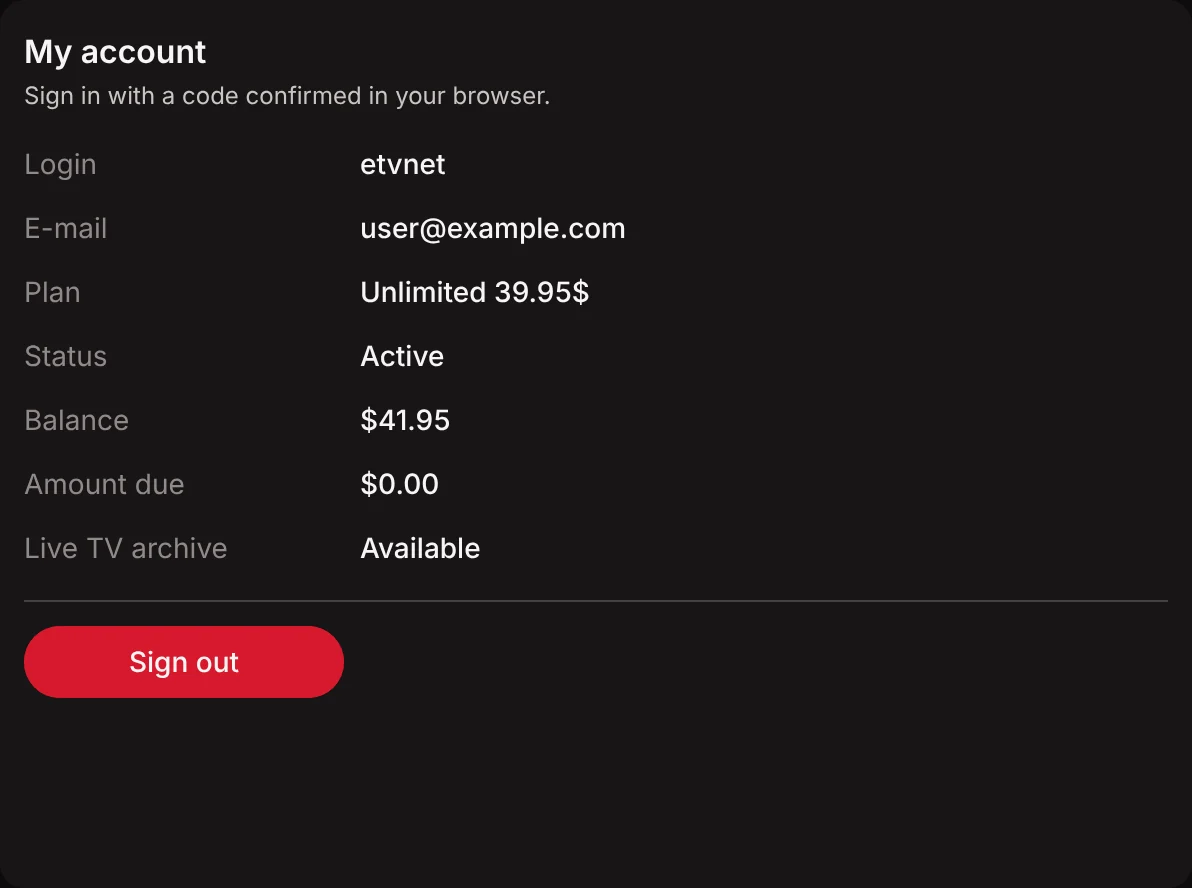 My account
Sign in with a code confirmed in your browser.
Login etvnet
E-mail user@example.com
Plan Unlimited 39.95$
Status Active
Balance $41.95
Amount due $0.00
Live TV archive Available
Sign out